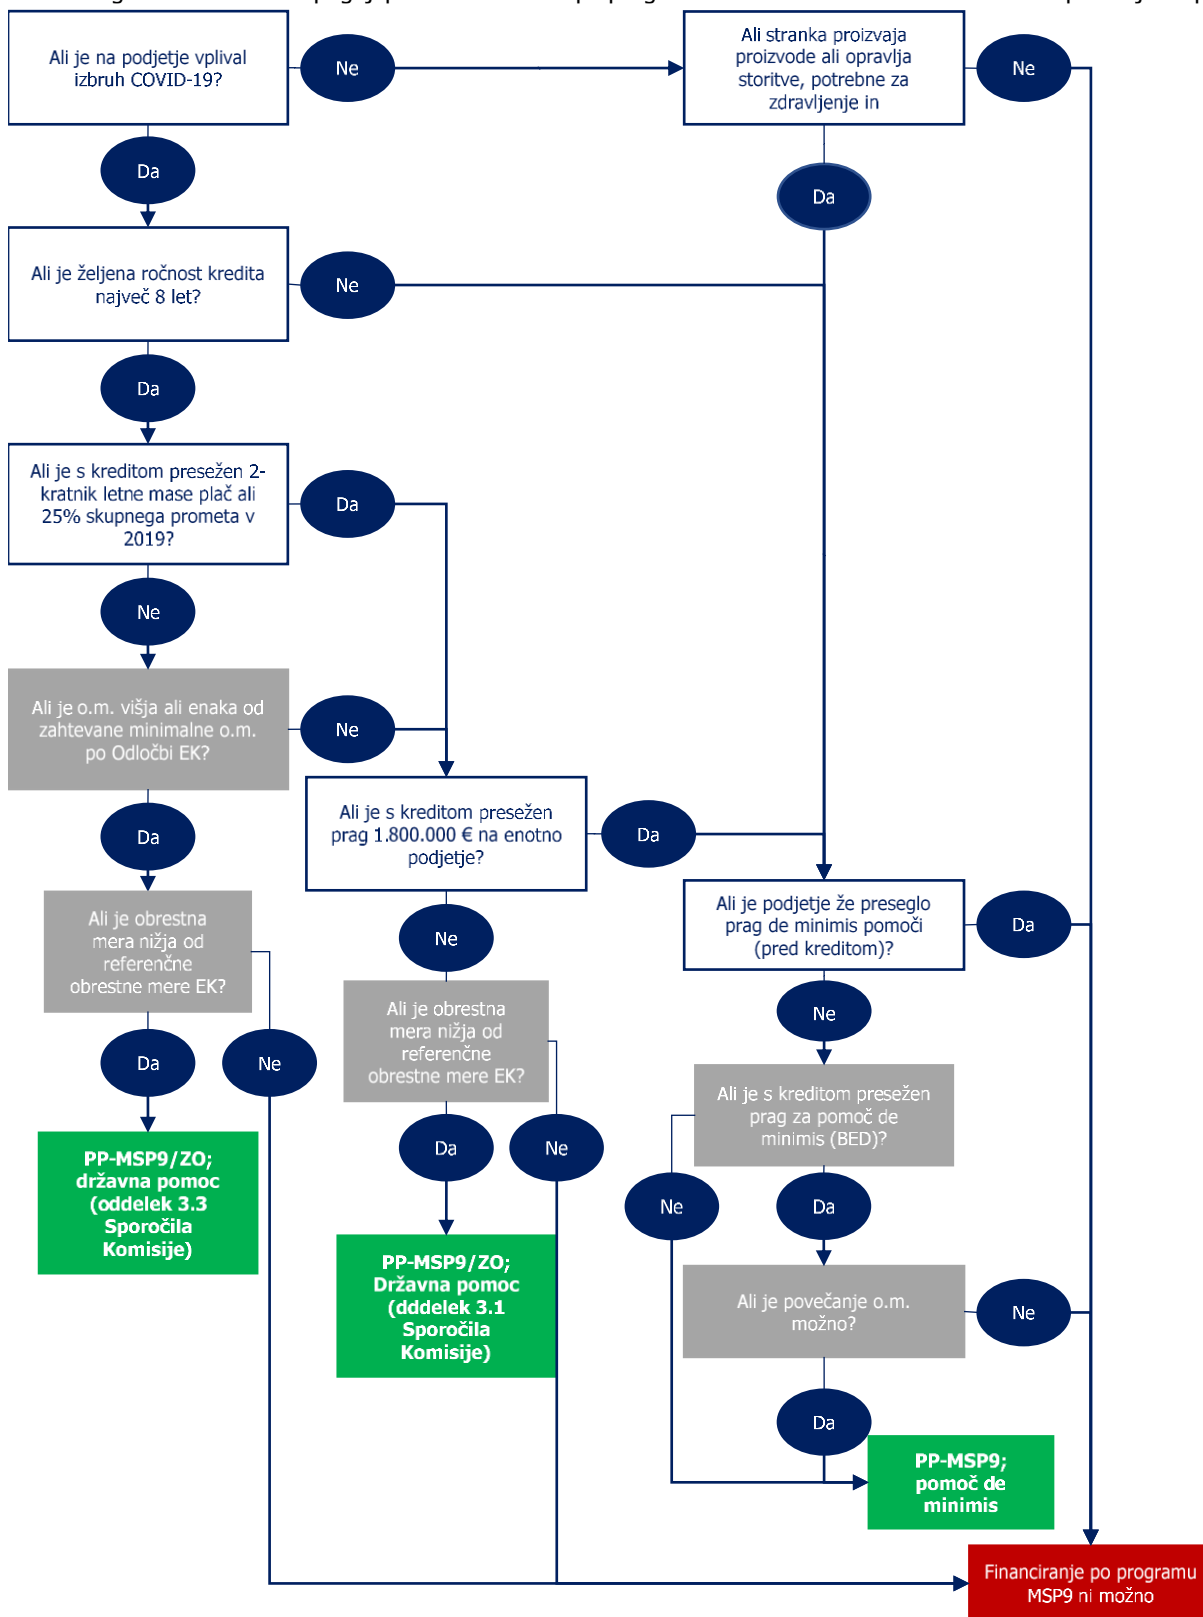 Ali je na podjetje vplival
izbruh COVID-19?
Ne
Ali stranka proizvaja
proizvode ali opravlja
storitve, potrebne za
zdravljenje in
Ne
Da
Da
Ali je željena ročnost kredita
največ 8 let?
Ne
Da
Ali je s kreditom presežen 2-
kratnik letne mase plač ali
25% skupnega prometa v
2019?
Da
Ne
Ali je o.m. višja ali enaka od
zahtevane minimalne o.m.
po Odločbi EK?
Ne
Da
Ali je s kreditom presežen
prag 1.800.000 € na enotno
podjetje?
Da
Ali je obrestna
mera nižja od
referenčne
obrestne mere EK?
Ne
Ali je podjetje že preseglo
prag de minimis pomoči
(pred kreditom)?
Da
Ali je obrestna
mera nižja od
referenčne
obrestne mere EK?
Ne
Da
Ne
Ali je s kreditom presežen
prag za pomoč de
minimis (BED)?
Da
Ne
PP-MSP9/ZO;
državna pomoc
(oddelek 3.3
Sporočila
Komisije)
Ne
Da
PP-MSP9/ZO;
Državna pomoc
(dddelek 3.1
Sporočila
Komisije)
Ali je povečanje o.m.
možno?
Ne
Da
PP-MSP9;
pomoč de
minimis
Financiranje po programu
MSP9 ni možno